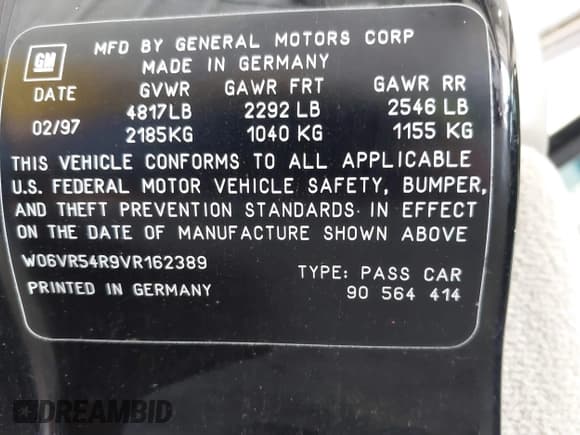 GM
MFD BY GENERAL MOTORS CORP
MADE IN GERMANY
DATE GVWR GAWR FRT GAWR RR
4817LB 2292 LB 2546 LB
02/97 2185KG 1040 KG 1155 KG
THIS VEHICLE CONFORMS TO ALL APPLICABLE
U.S. FEDERAL MOTOR VEHICLE SAFETY, BUMPER,
AND THEFT PREVENTION STANDARDS IN EFFECT
ON THE DATE OF MANUFACTURE SHOWN ABOVE
W06VR54R9VR162389
TYPE: PASS CAR
PRINTED IN GERMANY 90 564 414
DREAMBID